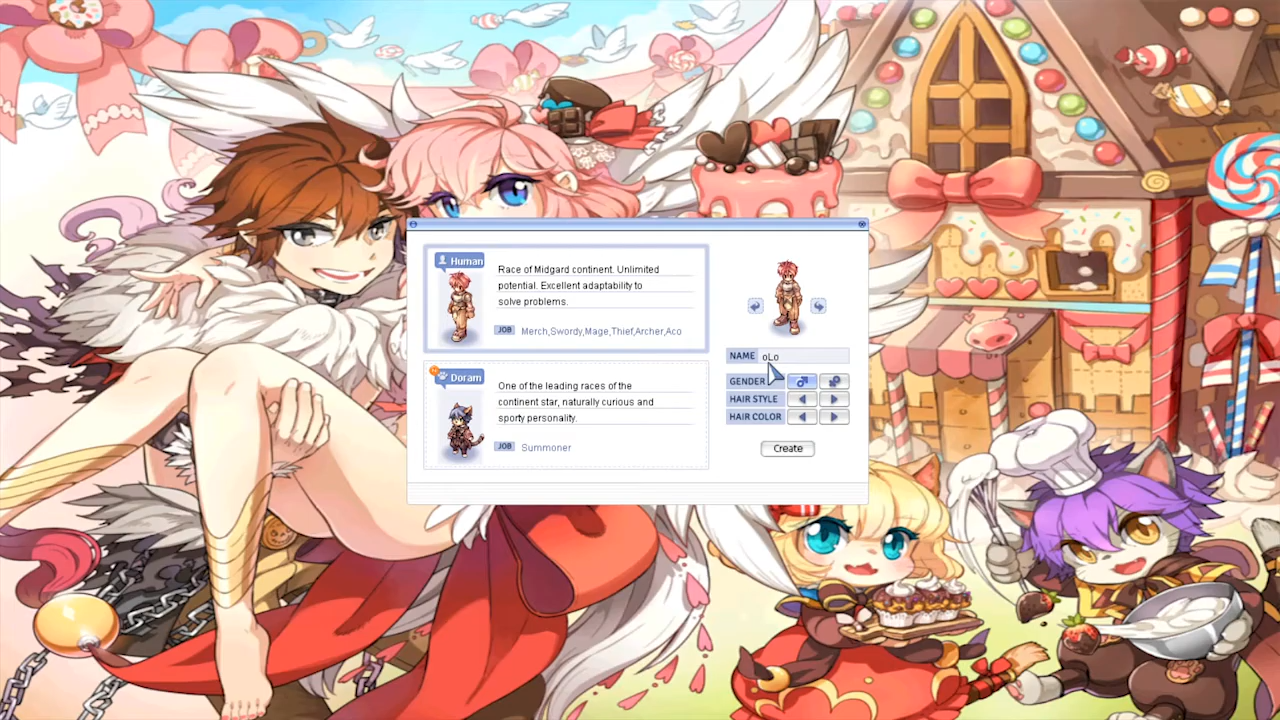 Human
Race of Midgard continent. Unlimited
potential. Excellent adaptability to
solve problems.
JOB Merch,Swordy,Mage,Thief,Archer,Aco
Doram
One of the leading races of the
continent star, naturally curious and
sporty personality.
JOB Summoner
NAME oLo
GENDER
HAIR STYLE
HAIR COLOR
Create